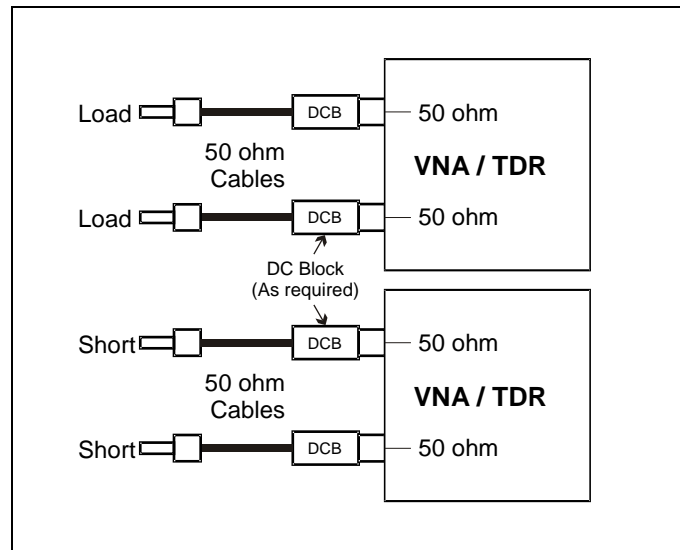 Load
DCB
50 ohm
50 ohm
Cables
VNA / TDR
Load
DCB
50 ohm
DC Block
(As required)
Short
DCB
50 ohm
50 ohm
Cables
VNA / TDR
Short
DCB
50 ohm